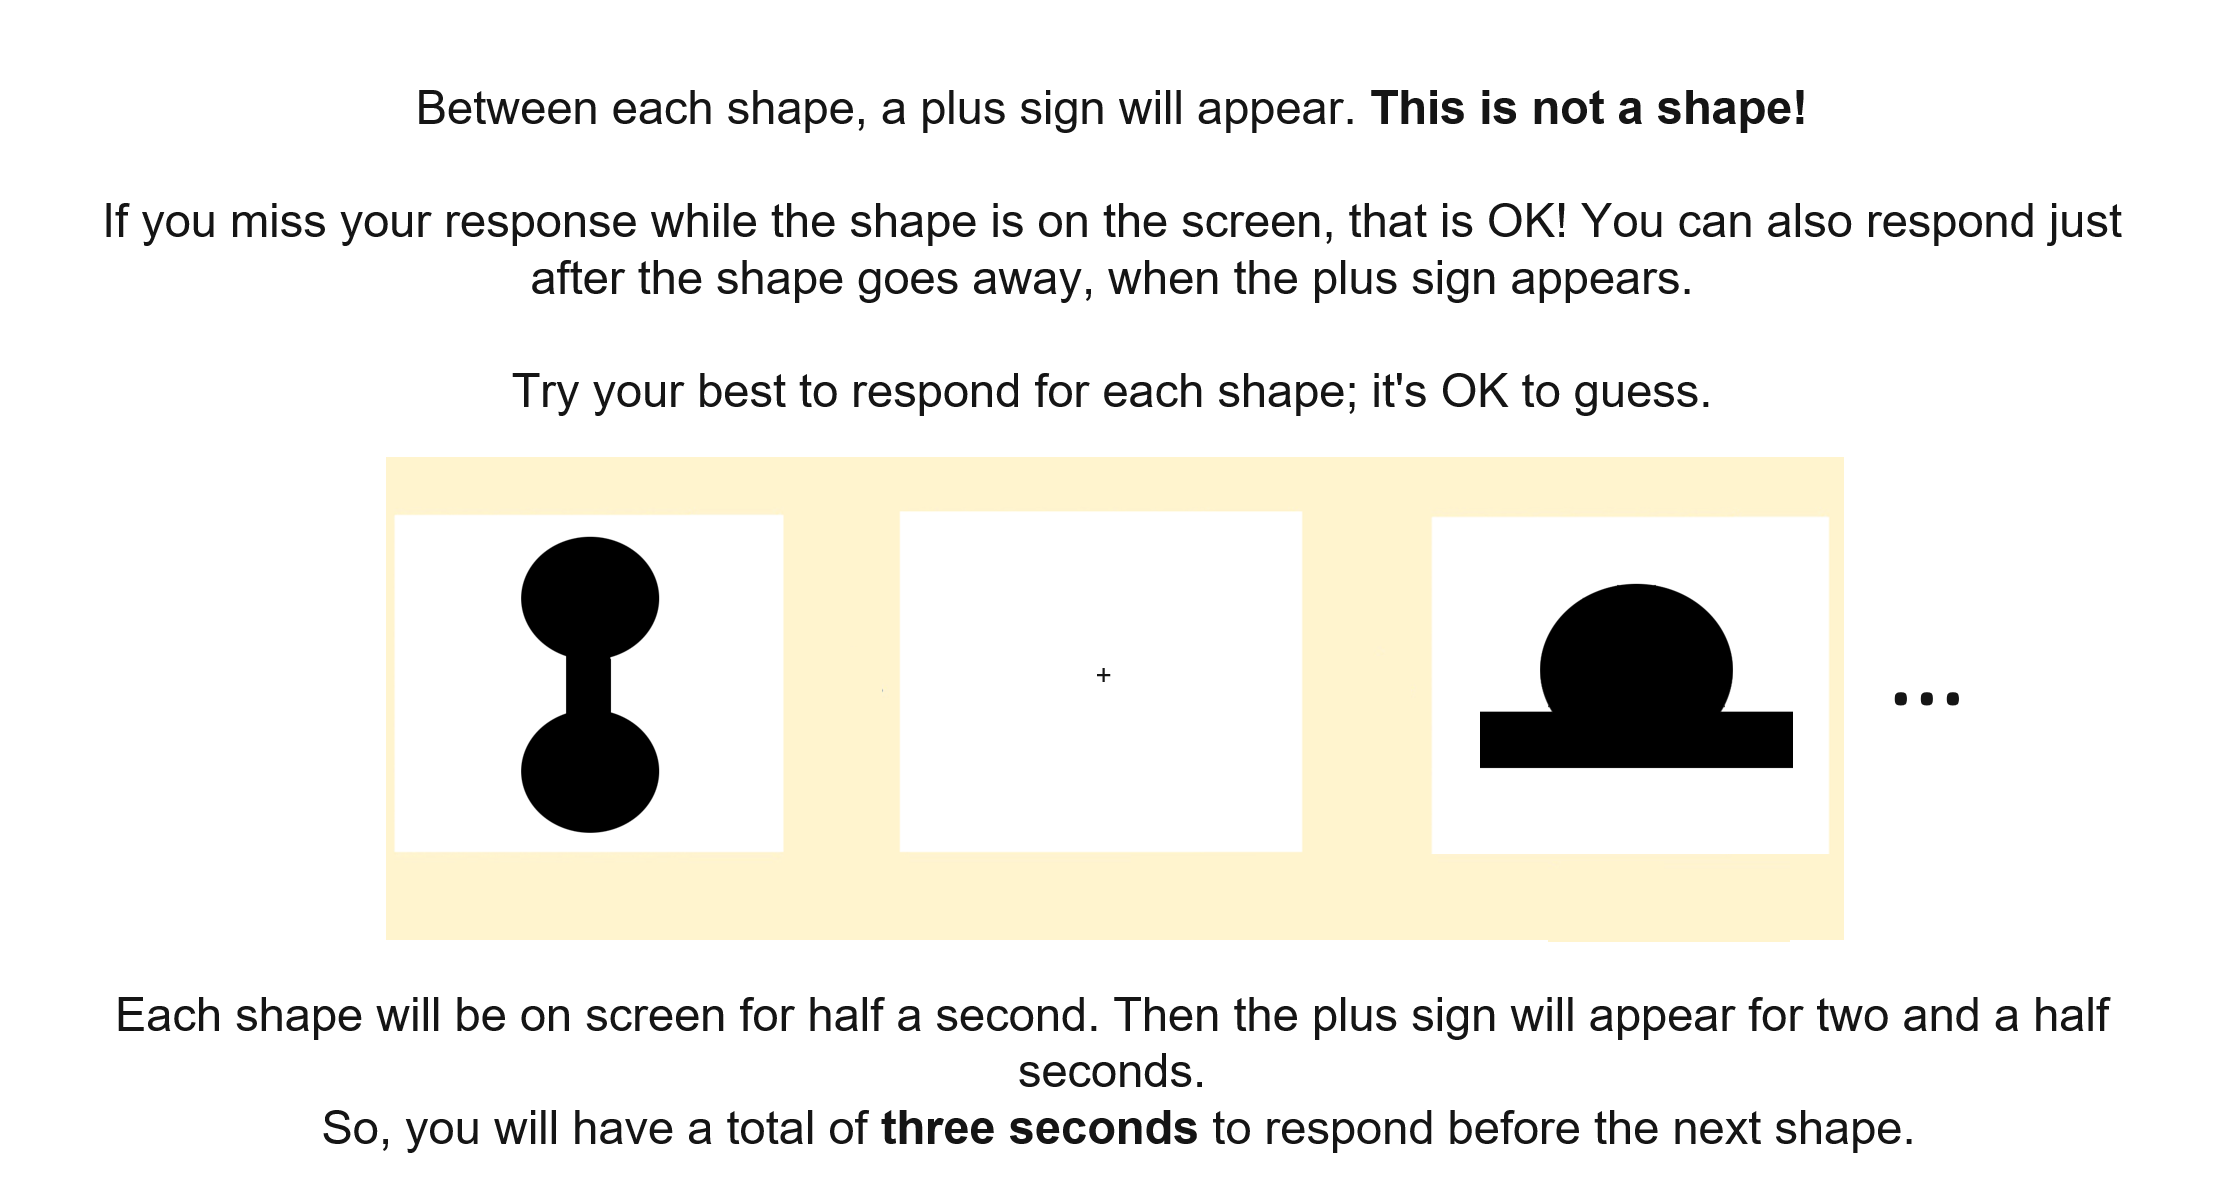 Between each shape, a plus sign will appear. This is not a shape!
If you miss your response while the shape is on the screen, that is OK! You can also respond just
after the shape goes away, when the plus sign appears.
Try your best to respond for each shape; it's OK to guess.
+
...
Each shape will be on screen for half a second. Then the plus sign will appear for two and a half
seconds.
So, you will have a total of three seconds to respond before the next shape.